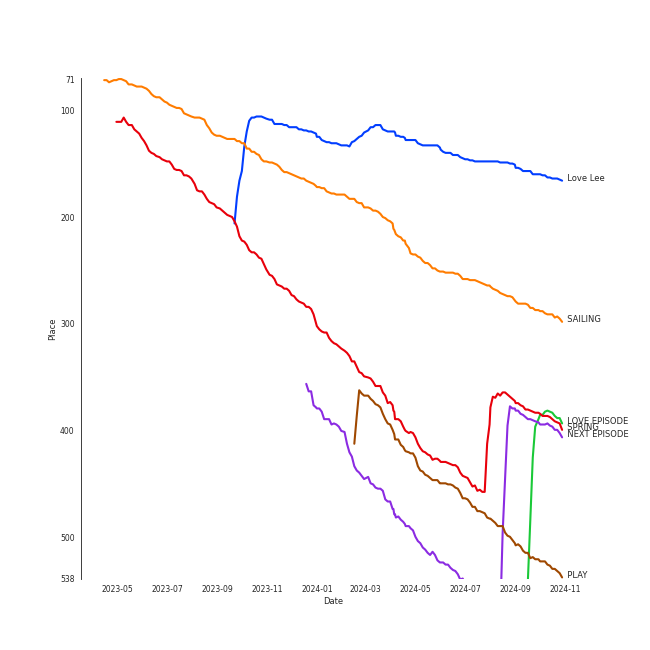 71
100
200
300
400
500
538
Place
2023-05
2023-07
2023-09
2023-11
2024-01
2024-03
2024-05
2024-07
2024-09
2024-11
Date
Love Lee
SAILING
LOVE EPISODE
SPRING
NEXT EPISODE
PLAY